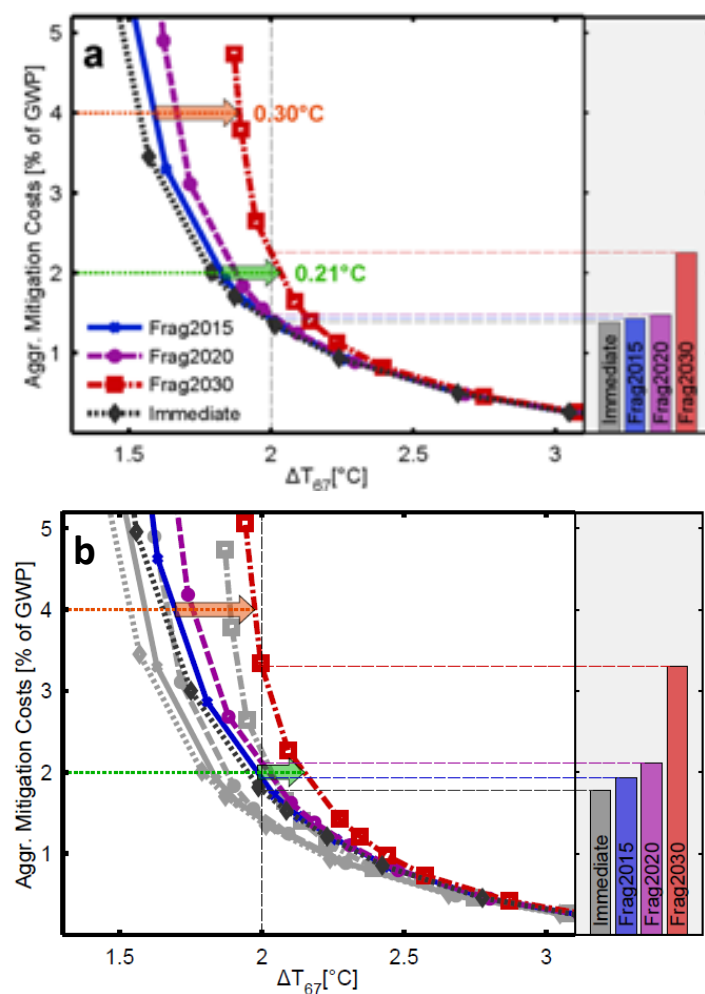 a
Aggr. Mitigation Costs [% of GWP]
5
4
3
2
1
0.30°C
0.21°C
Frag2015
Frag2020
Frag2030
Immediate
1.5 2 2.5 3
ΔT67[°C]
Immediate
Frag2015
Frag2020
Frag2030
b
Aggr. Mitigation Costs [% of GWP]
5
4
3
2
1
1.5 2 2.5 3
ΔT67[°C]
Immediate
Frag2015
Frag2020
Frag2030